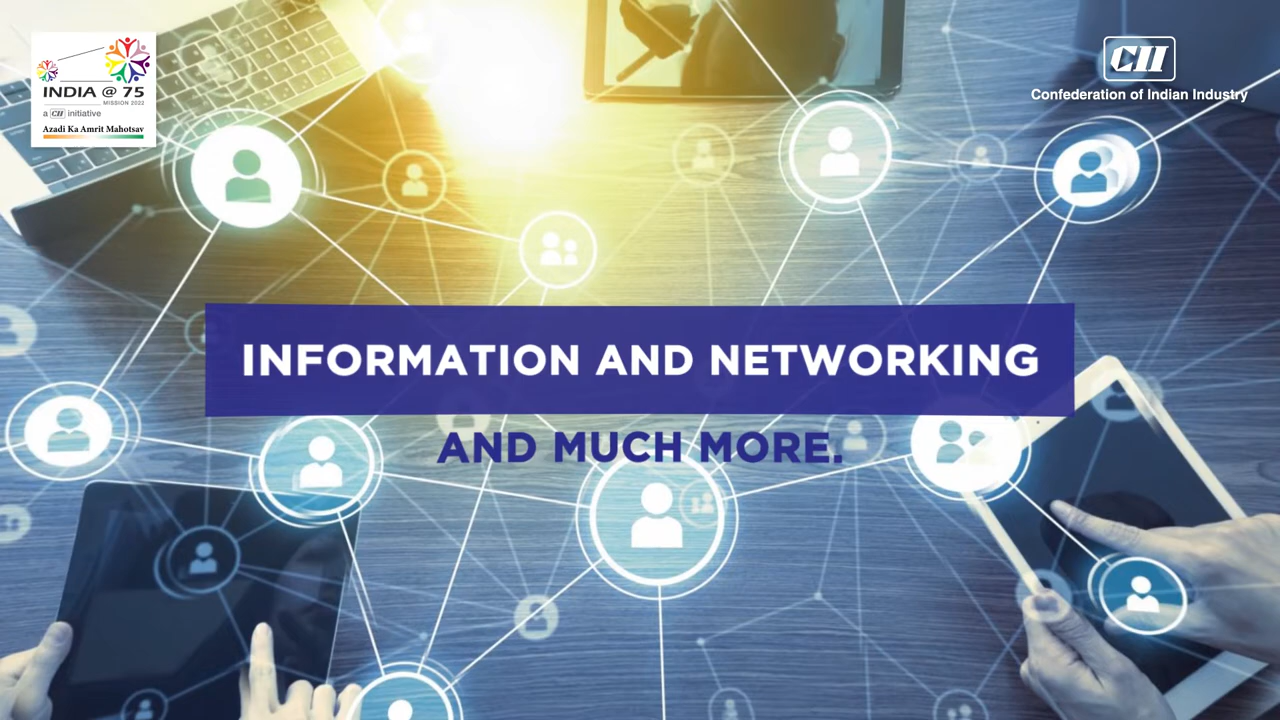 INDIA @ 75
MISSION 2022
a CII initiative
Azadi Ka Amrit Mahotsav
CII
Confederation of Indian Industry
INFORMATION AND NETWORKING
AND MUCH MORE.